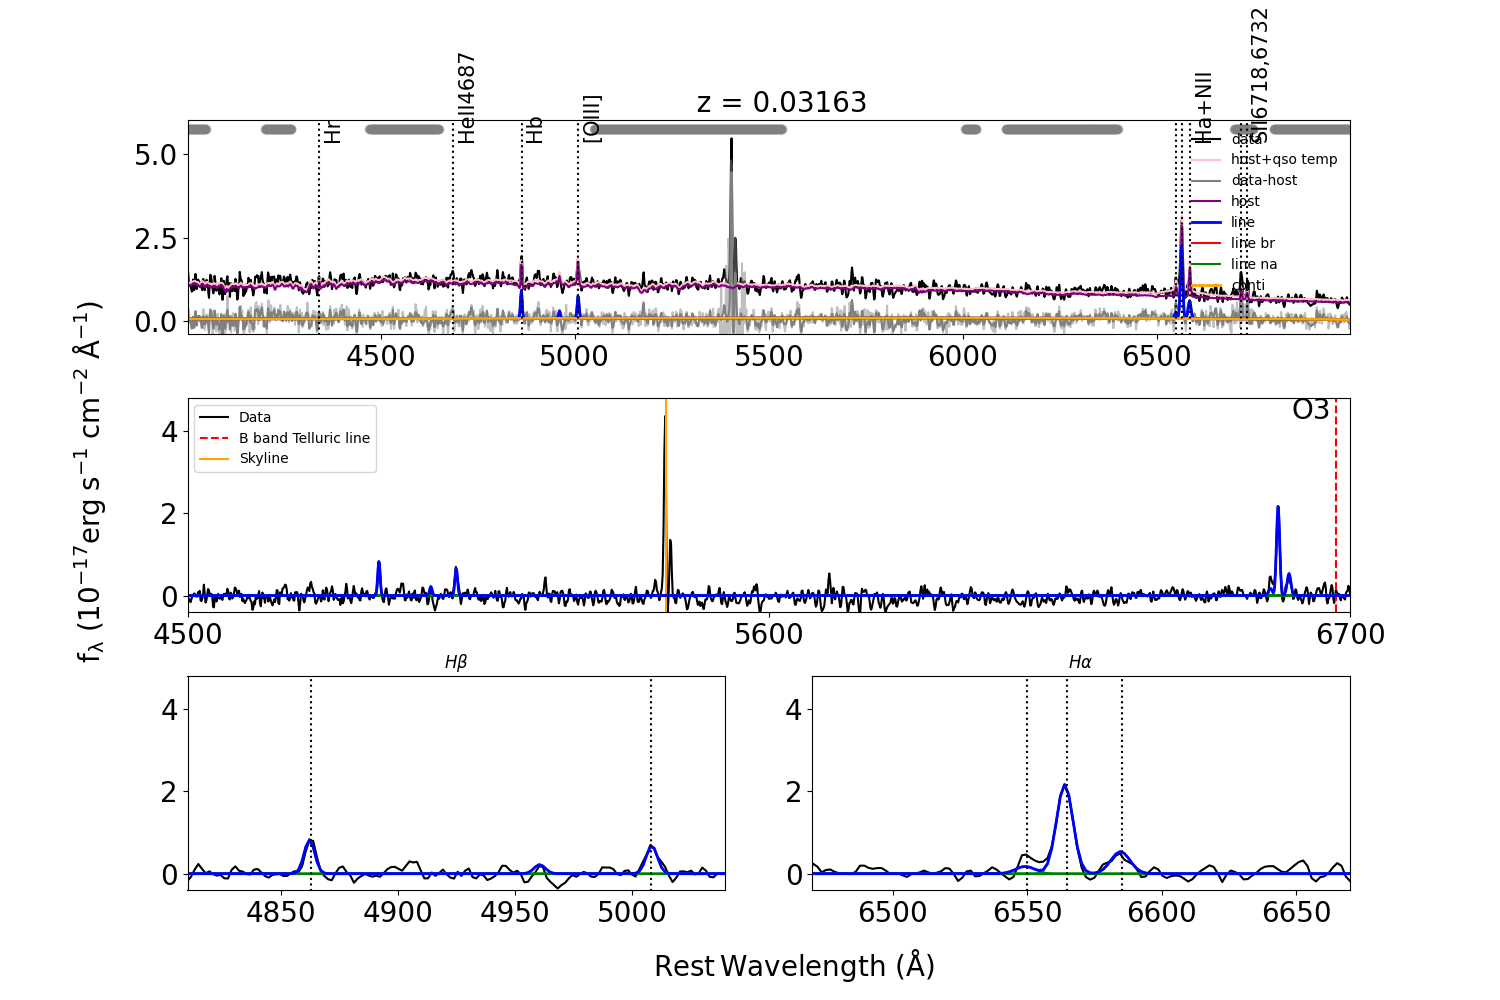 z = 0.03163
Hr
HeII4687
Hb
[OIII]
Ha+NII
SII6718,6732
5.0
2.5
0.0
data
host+qso temp
data-host
host
line
line br
line na
conti
4500 5000 5500 6000 6500
fλ (10−17erg s−1 cm−2 Å−1)
Data
B band Telluric line
Skyline
O3
4
2
0
4500 5600 6700
Hβ
4
2
0
4850 4900 4950 5000
Hα
4
2
0
6500 6550 6600 6650
Rest Wavelength (Å)